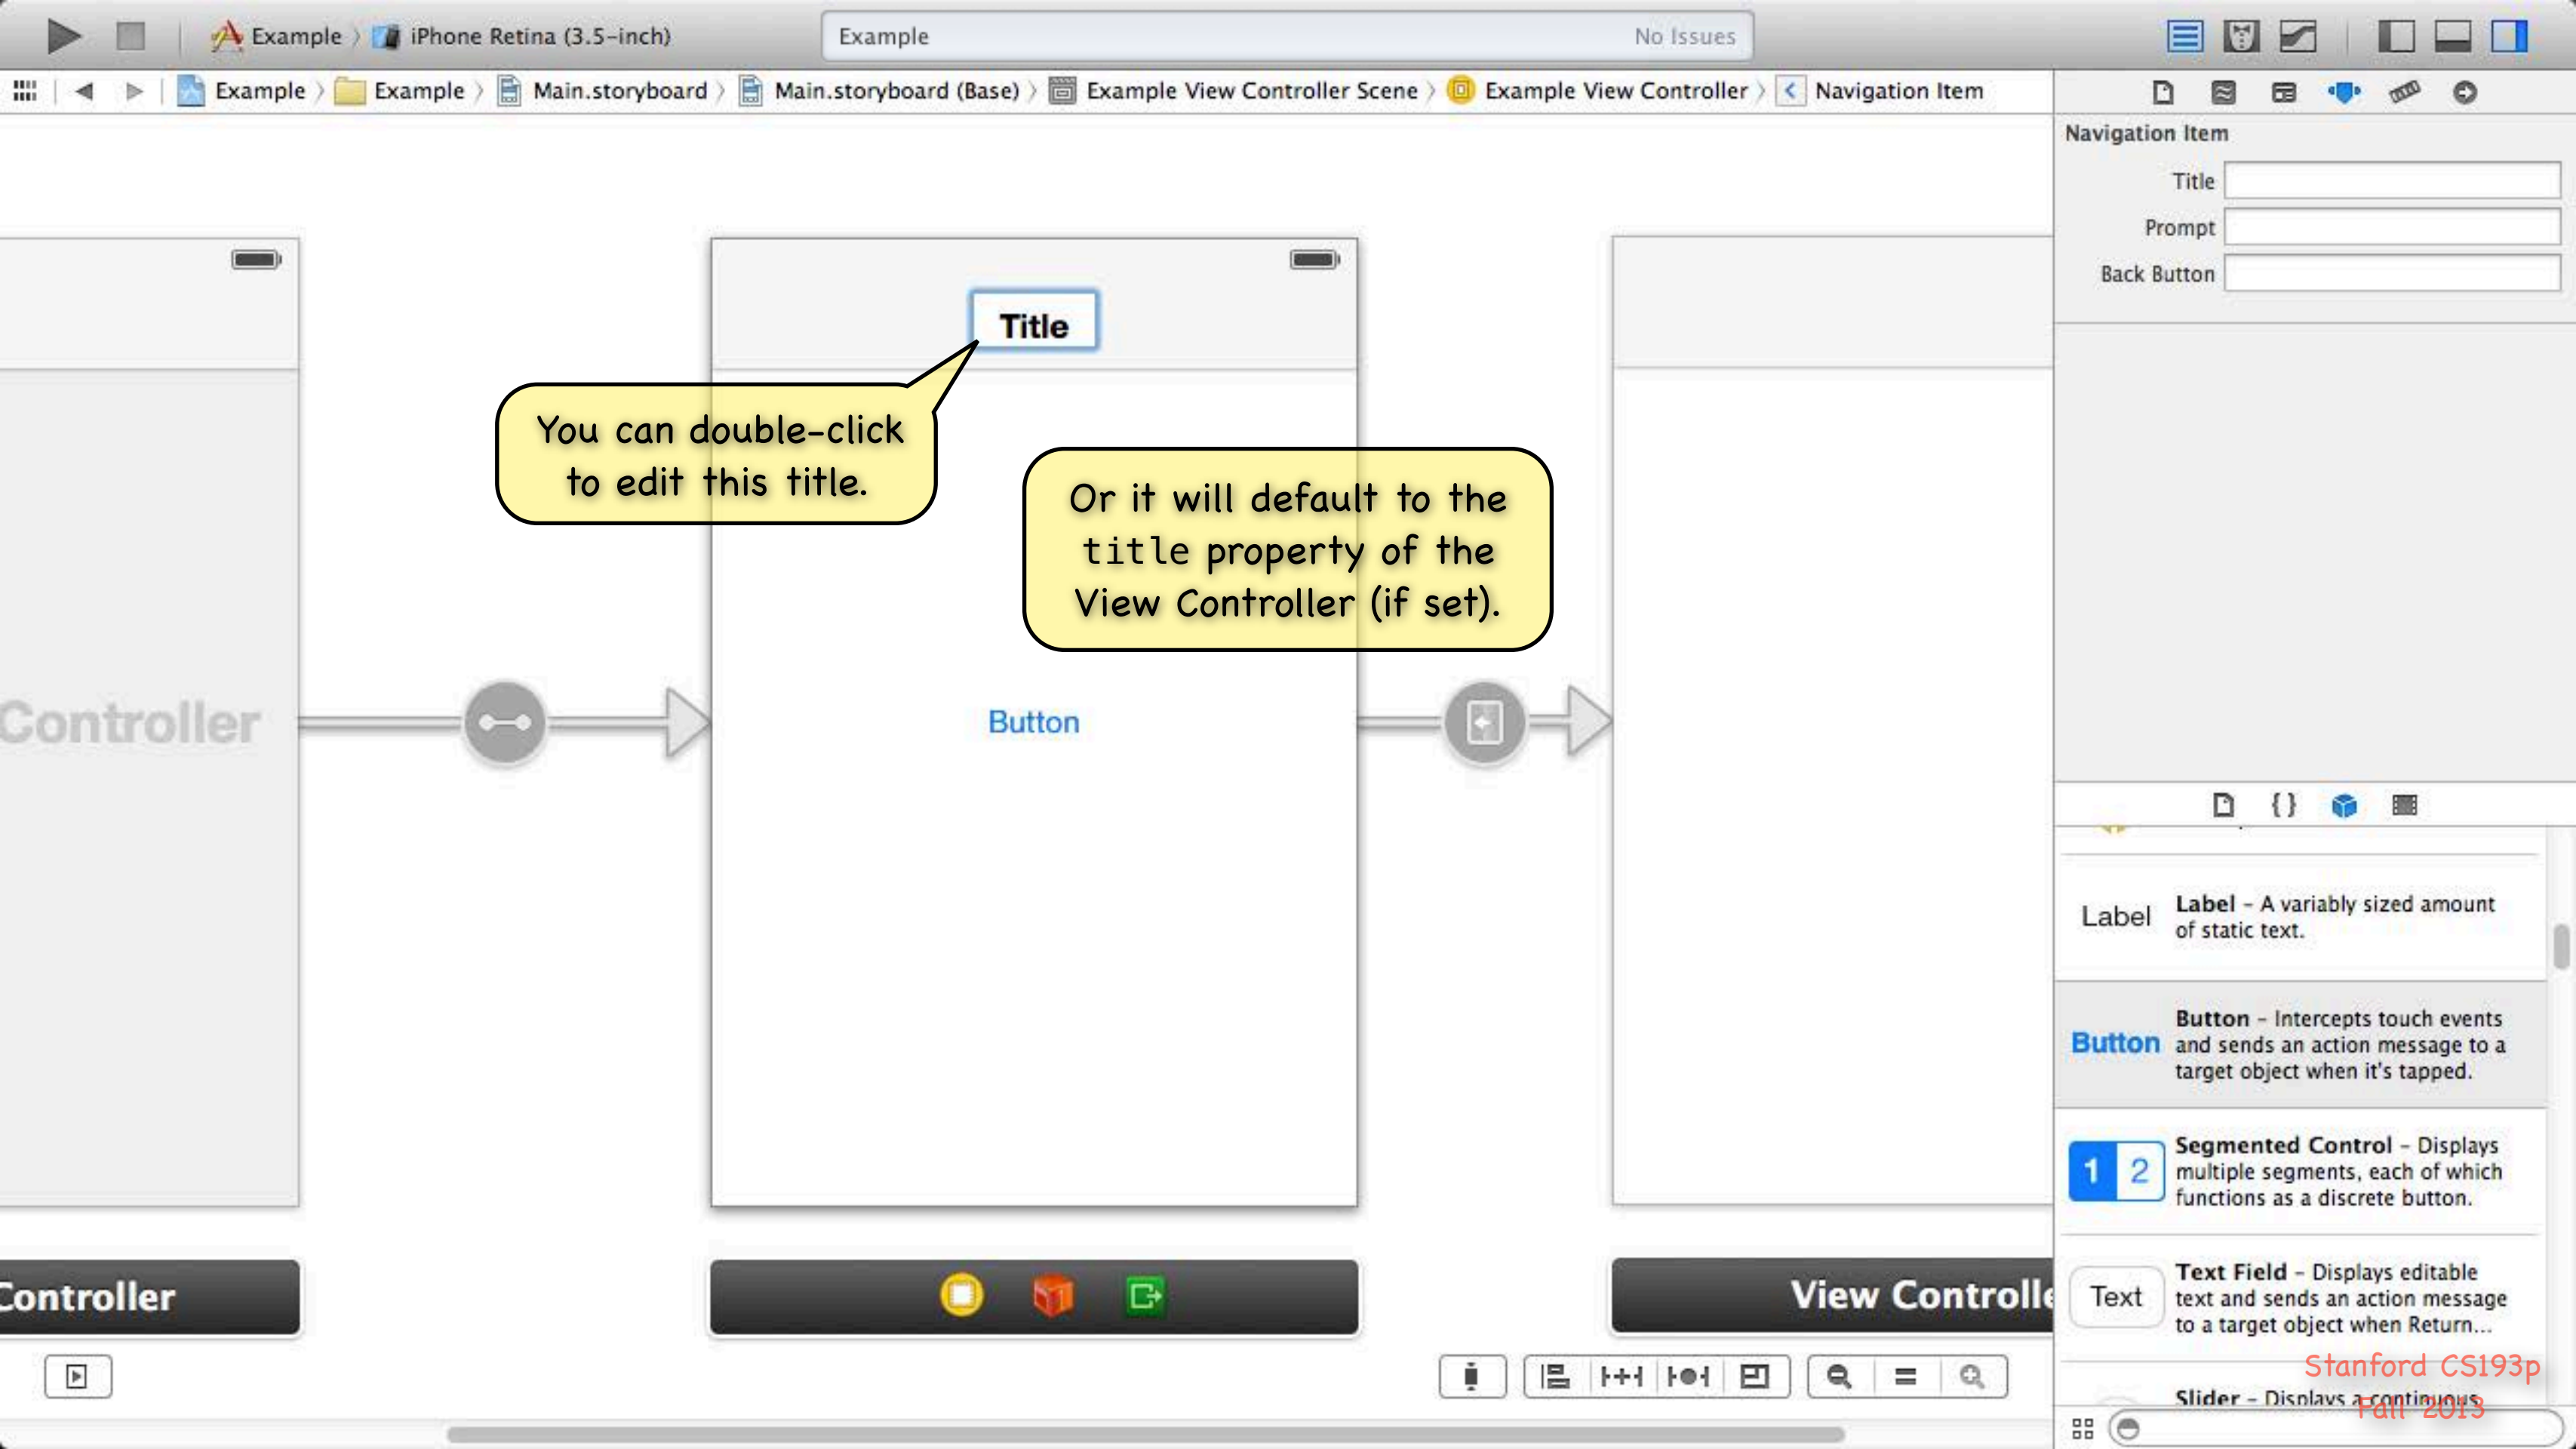 Example 〉 iPhone Retina (3.5-inch)
Example No Issues
Example 〉 Example 〉 Main.storyboard 〉 Main.storyboard (Base) 〉 Example View Controller Scene 〉 Example View Controller 〉 Navigation Item
Navigation Item
Title
Prompt
Back Button
Title
You can double-click
to edit this title.
Or it will default to the
title property of the
View Controller (if set).
Controller
Button
{ }
Label
Label – A variably sized amount
of static text.
Button
Button – Intercepts touch events
and sends an action message to a
target object when it's tapped.
1 2
Segmented Control – Displays
multiple segments, each of which
functions as a discrete button.
Text
Text Field – Displays editable
text and sends an action message
to a target object when Return...
Slider – Displays a continuous
Controller
View Controlle
Stanford CS193p
Fall 2013